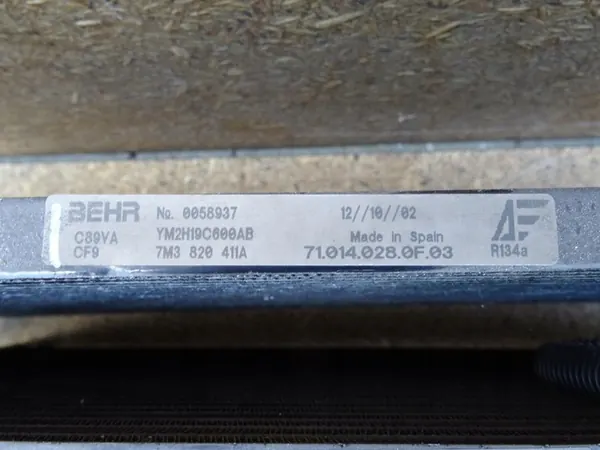 BEHR No. 0058937 12//10//02 AF
C89VA YM2H19C600AB Made in Spain
CF9 7M3 820 411A 71.014.028.0F.03 R134a